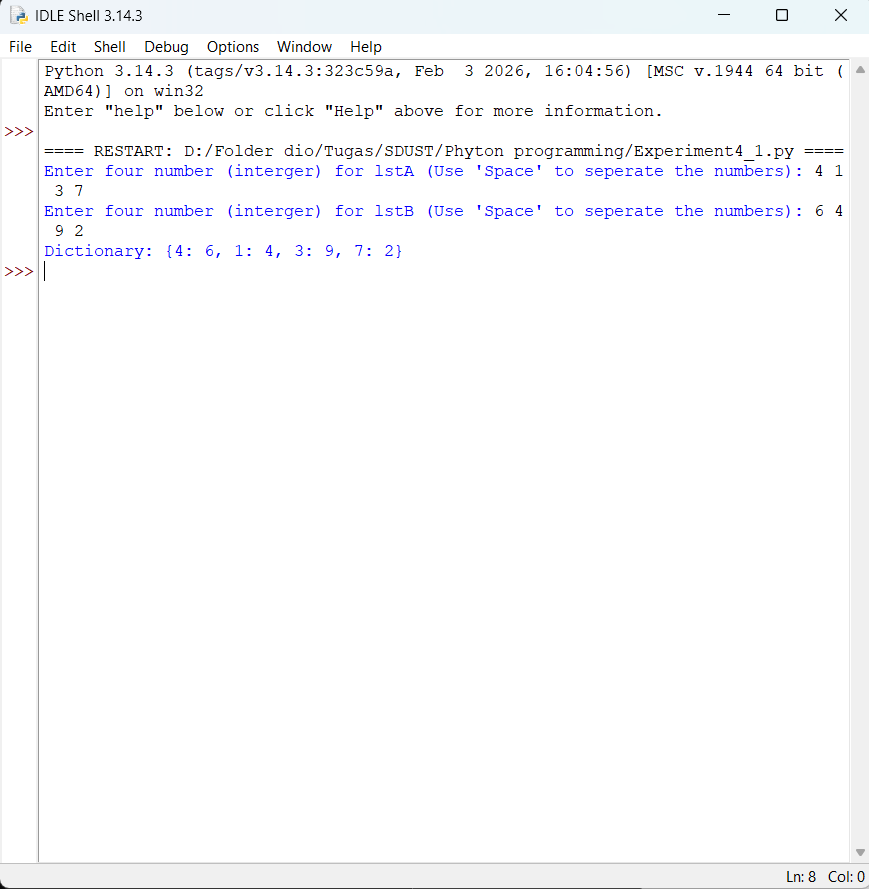 IDLE Shell 3.14.3
File Edit Shell Debug Options Window Help
Python 3.14.3 (tags/v3.14.3:323c59a, Feb  3 2026, 16:04:56) [MSC v.1944 64 bit (
AMD64)] on win32
Enter "help" below or click "Help" above for more information.
>>>
==== RESTART: D:/Folder dio/Tugas/SDUST/Phyton programming/Experiment4_1.py ====
Enter four number (interger) for lstA (Use 'Space' to seperate the numbers): 4 1
 3 7
Enter four number (interger) for lstB (Use 'Space' to seperate the numbers): 6 4
 9 2
Dictionary: {4: 6, 1: 4, 3: 9, 7: 2}
>>>
Ln: 8 Col: 0